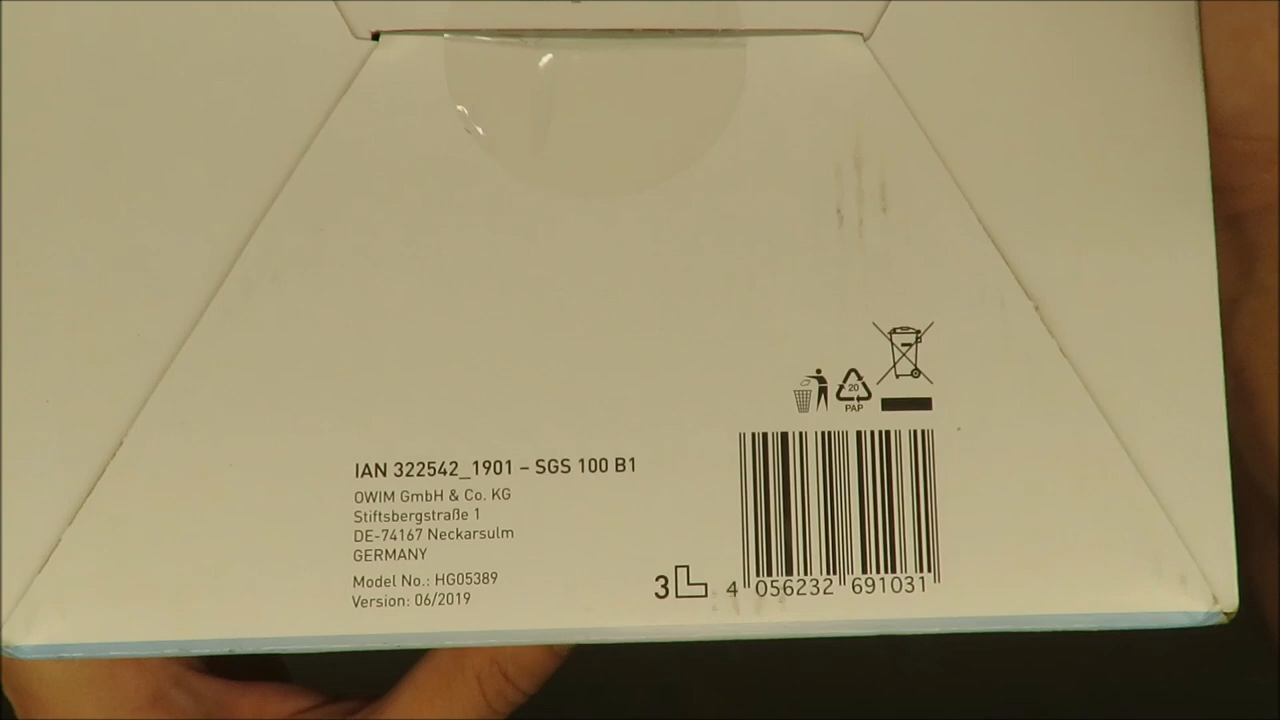 20
PAP
IAN 322542_1901 – SGS 100 B1
OWIM GmbH & Co. KG
Stiftsbergstraße 1
DE-74167 Neckarsulm
GERMANY
Model No.: HG05389
Version: 06/2019
3L
4 056232 691031